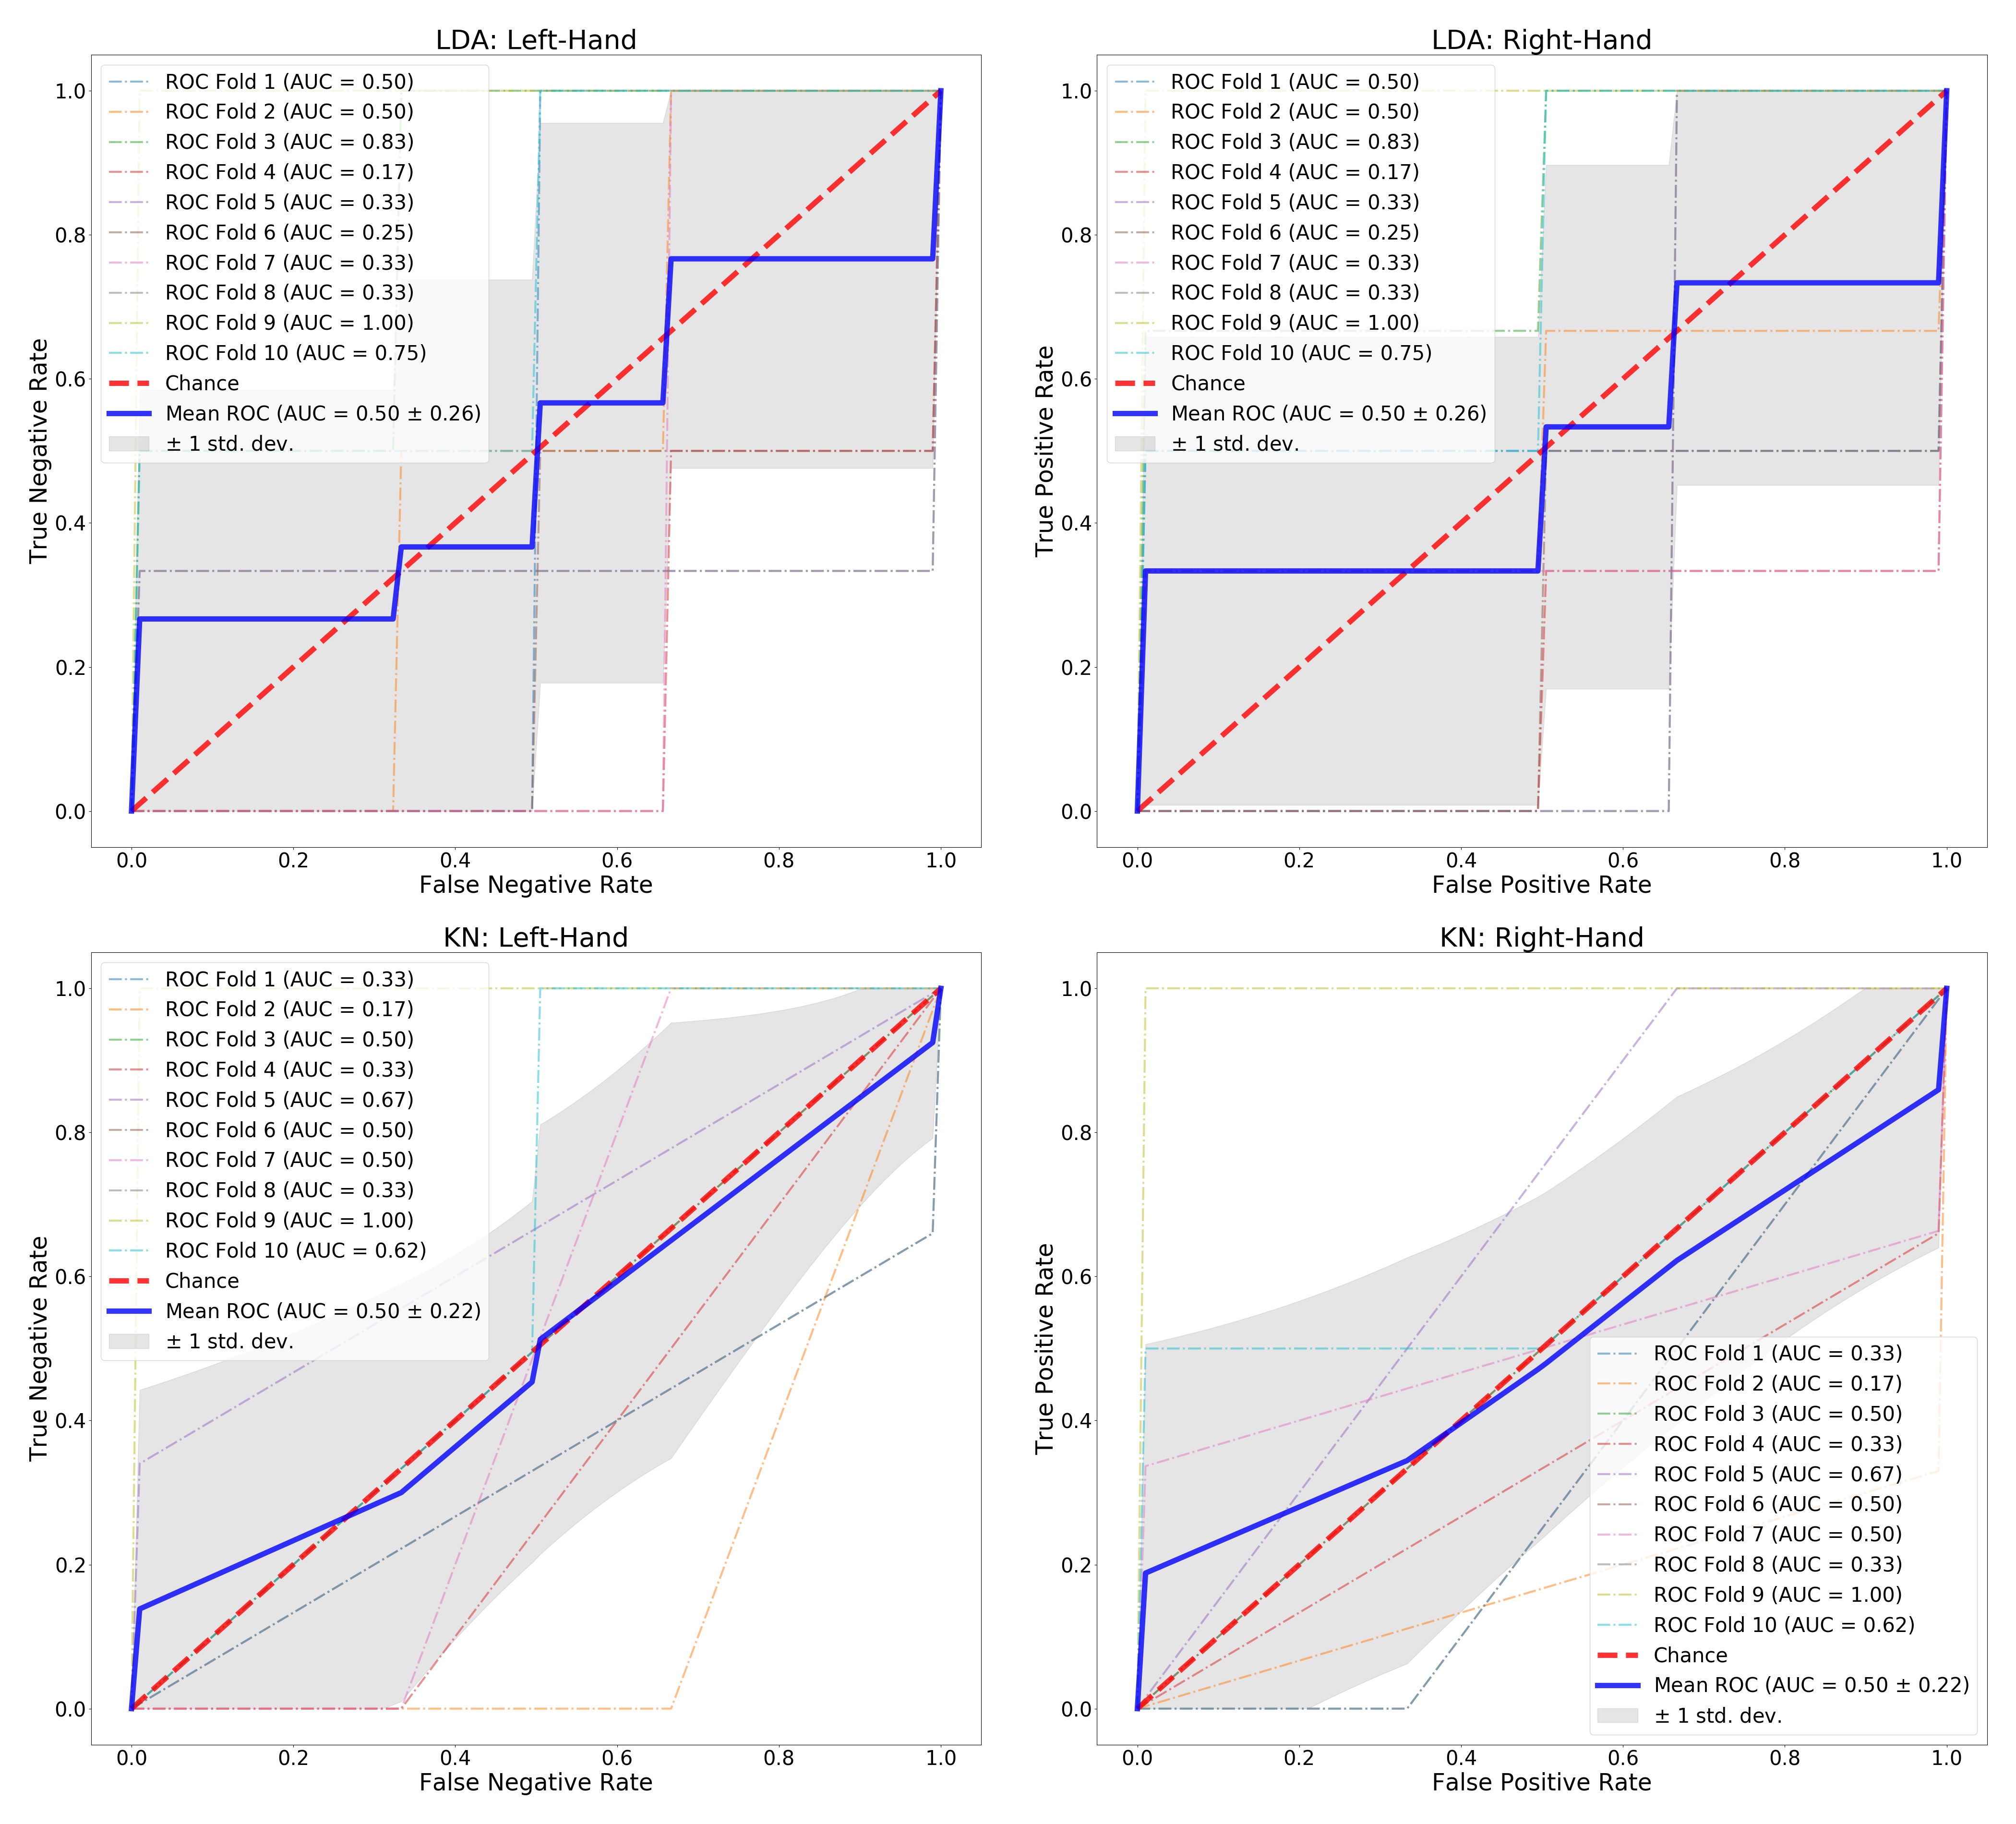 LDA: Left-Hand
True Negative Rate
1.0
0.8
0.6
0.4
0.2
0.0
ROC Fold 1 (AUC = 0.50)
ROC Fold 2 (AUC = 0.50)
ROC Fold 3 (AUC = 0.83)
ROC Fold 4 (AUC = 0.17)
ROC Fold 5 (AUC = 0.33)
ROC Fold 6 (AUC = 0.25)
ROC Fold 7 (AUC = 0.33)
ROC Fold 8 (AUC = 0.33)
ROC Fold 9 (AUC = 1.00)
ROC Fold 10 (AUC = 0.75)
Chance
Mean ROC (AUC = 0.50 ± 0.26)
± 1 std. dev.
0.0 0.2 0.4 0.6 0.8 1.0
False Negative Rate
LDA: Right-Hand
True Positive Rate
1.0
0.8
0.6
0.4
0.2
0.0
ROC Fold 1 (AUC = 0.50)
ROC Fold 2 (AUC = 0.50)
ROC Fold 3 (AUC = 0.83)
ROC Fold 4 (AUC = 0.17)
ROC Fold 5 (AUC = 0.33)
ROC Fold 6 (AUC = 0.25)
ROC Fold 7 (AUC = 0.33)
ROC Fold 8 (AUC = 0.33)
ROC Fold 9 (AUC = 1.00)
ROC Fold 10 (AUC = 0.75)
Chance
Mean ROC (AUC = 0.50 ± 0.26)
± 1 std. dev.
0.0 0.2 0.4 0.6 0.8 1.0
False Positive Rate
KN: Left-Hand
True Negative Rate
1.0
0.8
0.6
0.4
0.2
0.0
ROC Fold 1 (AUC = 0.33)
ROC Fold 2 (AUC = 0.17)
ROC Fold 3 (AUC = 0.50)
ROC Fold 4 (AUC = 0.33)
ROC Fold 5 (AUC = 0.67)
ROC Fold 6 (AUC = 0.50)
ROC Fold 7 (AUC = 0.50)
ROC Fold 8 (AUC = 0.33)
ROC Fold 9 (AUC = 1.00)
ROC Fold 10 (AUC = 0.62)
Chance
Mean ROC (AUC = 0.50 ± 0.22)
± 1 std. dev.
0.0 0.2 0.4 0.6 0.8 1.0
False Negative Rate
KN: Right-Hand
True Positive Rate
1.0
0.8
0.6
0.4
0.2
0.0
ROC Fold 1 (AUC = 0.33)
ROC Fold 2 (AUC = 0.17)
ROC Fold 3 (AUC = 0.50)
ROC Fold 4 (AUC = 0.33)
ROC Fold 5 (AUC = 0.67)
ROC Fold 6 (AUC = 0.50)
ROC Fold 7 (AUC = 0.50)
ROC Fold 8 (AUC = 0.33)
ROC Fold 9 (AUC = 1.00)
ROC Fold 10 (AUC = 0.62)
Chance
Mean ROC (AUC = 0.50 ± 0.22)
± 1 std. dev.
0.0 0.2 0.4 0.6 0.8 1.0
False Positive Rate